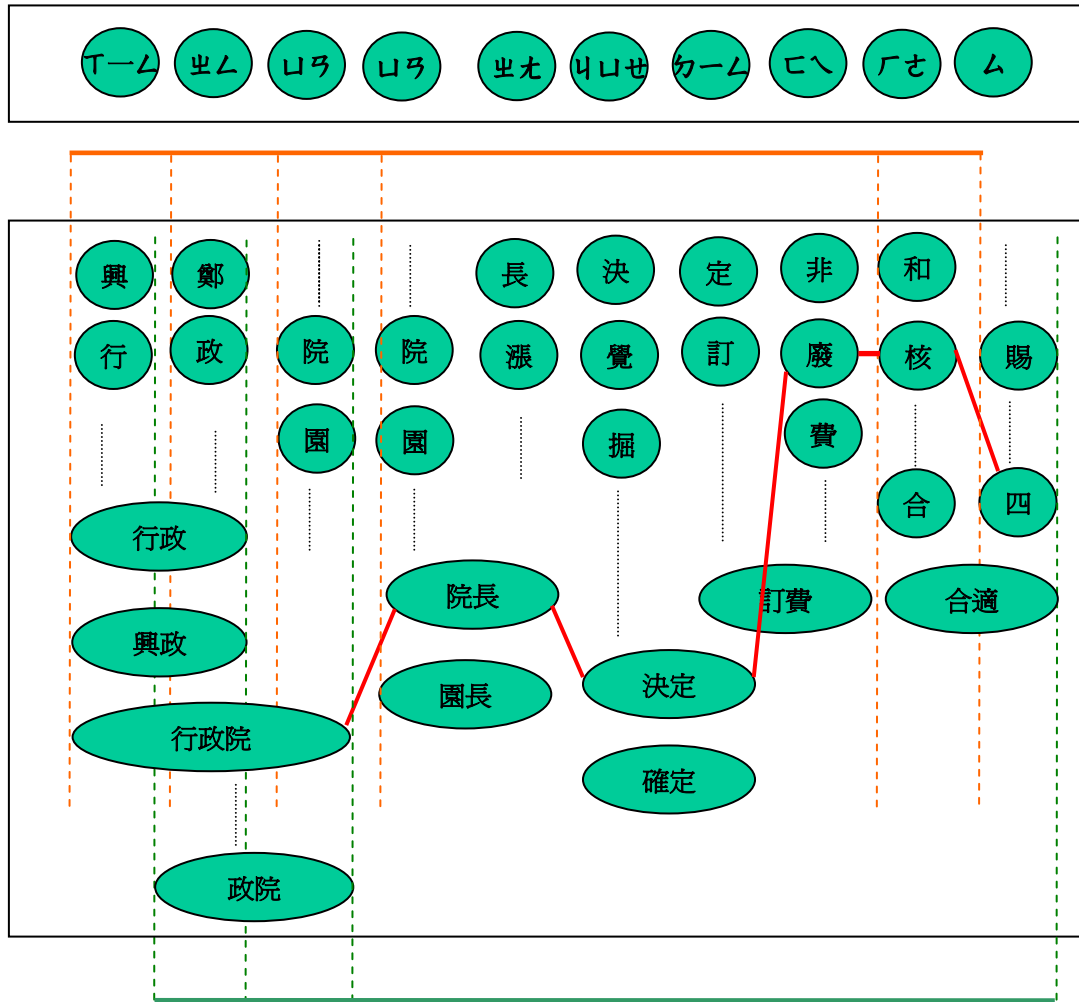 ㄒㄧㄥ ㄓㄥ ㄩㄢ ㄩㄢ ㄓㄤ ㄐㄩㄝ ㄉㄧㄥ ㄈㄟ ㄏㄜ ㄙ
興 鄭 長 決 定 非 和
行 政 院 院 漲 覺 訂 廢 核 賜
園 園 掘 費
合 四
行政
院長 訂費 合適
興政
園長 決定
行政院
確定
政院